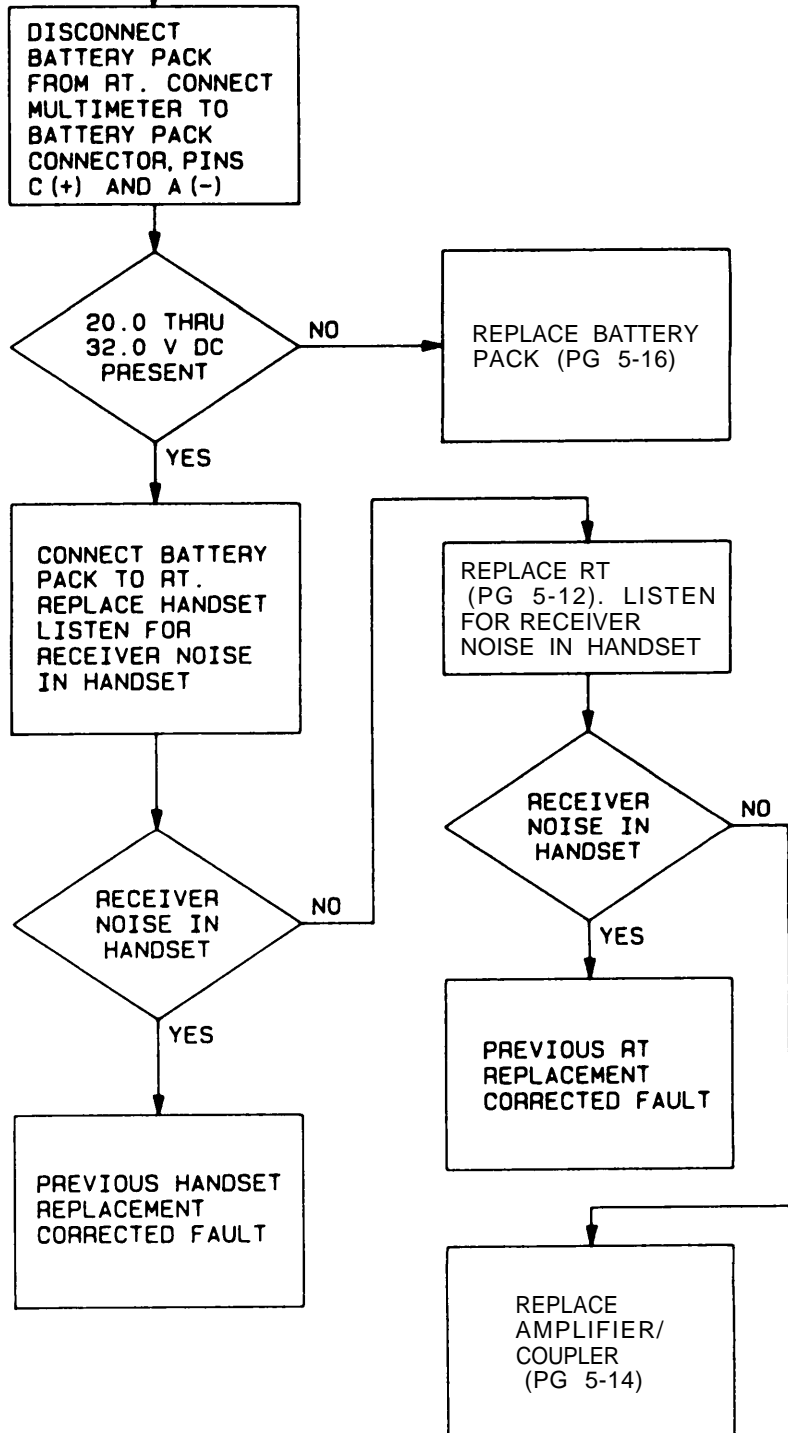 DISCONNECT
BATTERY PACK
FROM RT. CONNECT
MULTIMETER TO
BATTERY PACK
CONNECTOR, PINS
C (+) AND A (-)
20.0 THRU
32.0 V DC
PRESENT
NO
REPLACE BATTERY
PACK (PG 5-16)
YES
CONNECT BATTERY
PACK TO RT.
REPLACE HANDSET
LISTEN FOR
RECEIVER NOISE
IN HANDSET
RECEIVER
NOISE IN
HANDSET
NO
YES
PREVIOUS HANDSET
REPLACEMENT
CORRECTED FAULT
REPLACE RT
(PG 5-12). LISTEN
FOR RECEIVER
NOISE IN HANDSET
RECEIVER
NOISE IN
HANDSET
NO
YES
PREVIOUS RT
REPLACEMENT
CORRECTED FAULT
REPLACE
AMPLIFIER/
COUPLER
(PG 5-14)